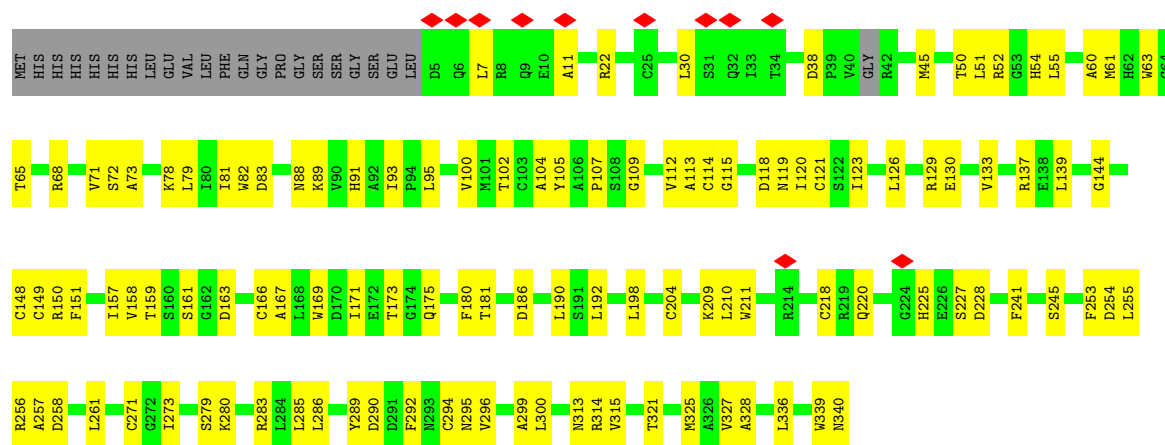 MET HIS HIS HIS HIS HIS HIS LEU GLU VAL LEU PHE GLN GLY PRO GLY SER SER GLY SER GLU LEU D5 Q6 L7 R8 Q9 E10 A11 R22 C25 L30 S31 Q32 I33 T34 D38 P39 V40 GLY R42 M45 T50 L51 R52 G53 H54 L55 A60 M61 H62 W63
T65 R68 V71 S72 A73 K78 L79 I80 I81 W82 D83 N88 K89 V90 H91 A92 I93 P94 L95 V100 M101 T102 C103 A104 Y105 A106 P107 S108 G109 V112 A113 C114 G115 D118 N119 I120 C121 S122 I123 L126 R129 E130 V133 R137 E138 L139 G144
C148 C149 R150 F151 I157 V158 T159 S160 S161 G162 D163 C166 A167 L168 W169 D170 I171 E172 T173 G174 Q175 F180 T181 D186 L190 S191 L192 L198 C204 K209 L210 W211 R214 C218 R219 Q220 G224 H225 E226 S227 D228 F241 S245 F253 D254 L255
R256 A257 D258 L261 C271 G272 I273 S279 K280 R283 L284 L285 L286 Y289 D290 D291 F292 N293 C294 N295 V296 A299 L300 N313 R314 V315 T321 M325 A326 V327 A328 L336 W339 N340